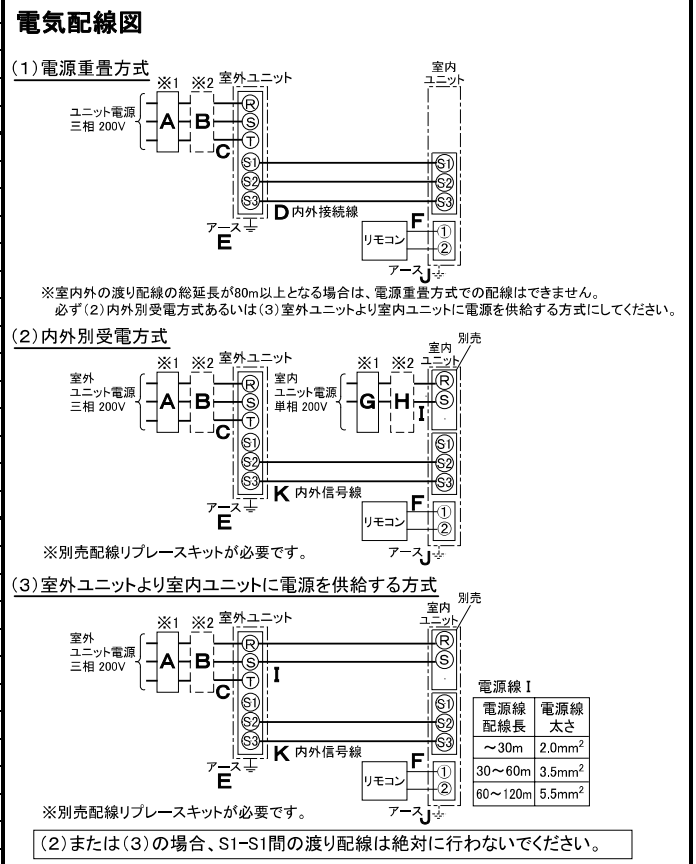 電気配線図
(1)電源重畳方式
※1 ※2 室外ユニット 室内ユニット
ユニット電源
三相 200V
A B C
R
S
T
S1 S1
S2 S2
S3 S3
D 内外接続線
アース
E
リモコン F ① ②
アース J
※室内外の渡り配線の総延長が80m以上となる場合は、電源重畳方式での配線はできません。
必ず(2)内外別受電方式あるいは(3)室外ユニットより室内ユニットに電源を供給する方式にしてください。
(2)内外別受電方式
※1 ※2 室外ユニット ※1 ※2 室内ユニット 別売
室外
ユニット電源
三相 200V
A B C
室内
ユニット電源
単相 200V
G H I
R R
S S
T
S1 S1
S2 S2
S3 S3
K 内外信号線
アース
E
リモコン F ① ②
アース J
※別売配線リプレースキットが必要です。
(3)室外ユニットより室内ユニットに電源を供給する方式
※1 ※2 室外ユニット 室内ユニット 別売
室外
ユニット電源
三相 200V
A B C
R R
S S
T I
S1 S1
S2 S2
S3 S3
K 内外信号線
アース
E
リモコン F ① ②
アース J
電源線 I
電源線配線長 電源線太さ
~30m 2.0mm²
30~60m 3.5mm²
60~120m 5.5mm²
※別売配線リプレースキットが必要です。
(2)または(3)の場合、S1-S1間の渡り配線は絶対に行わないでください。